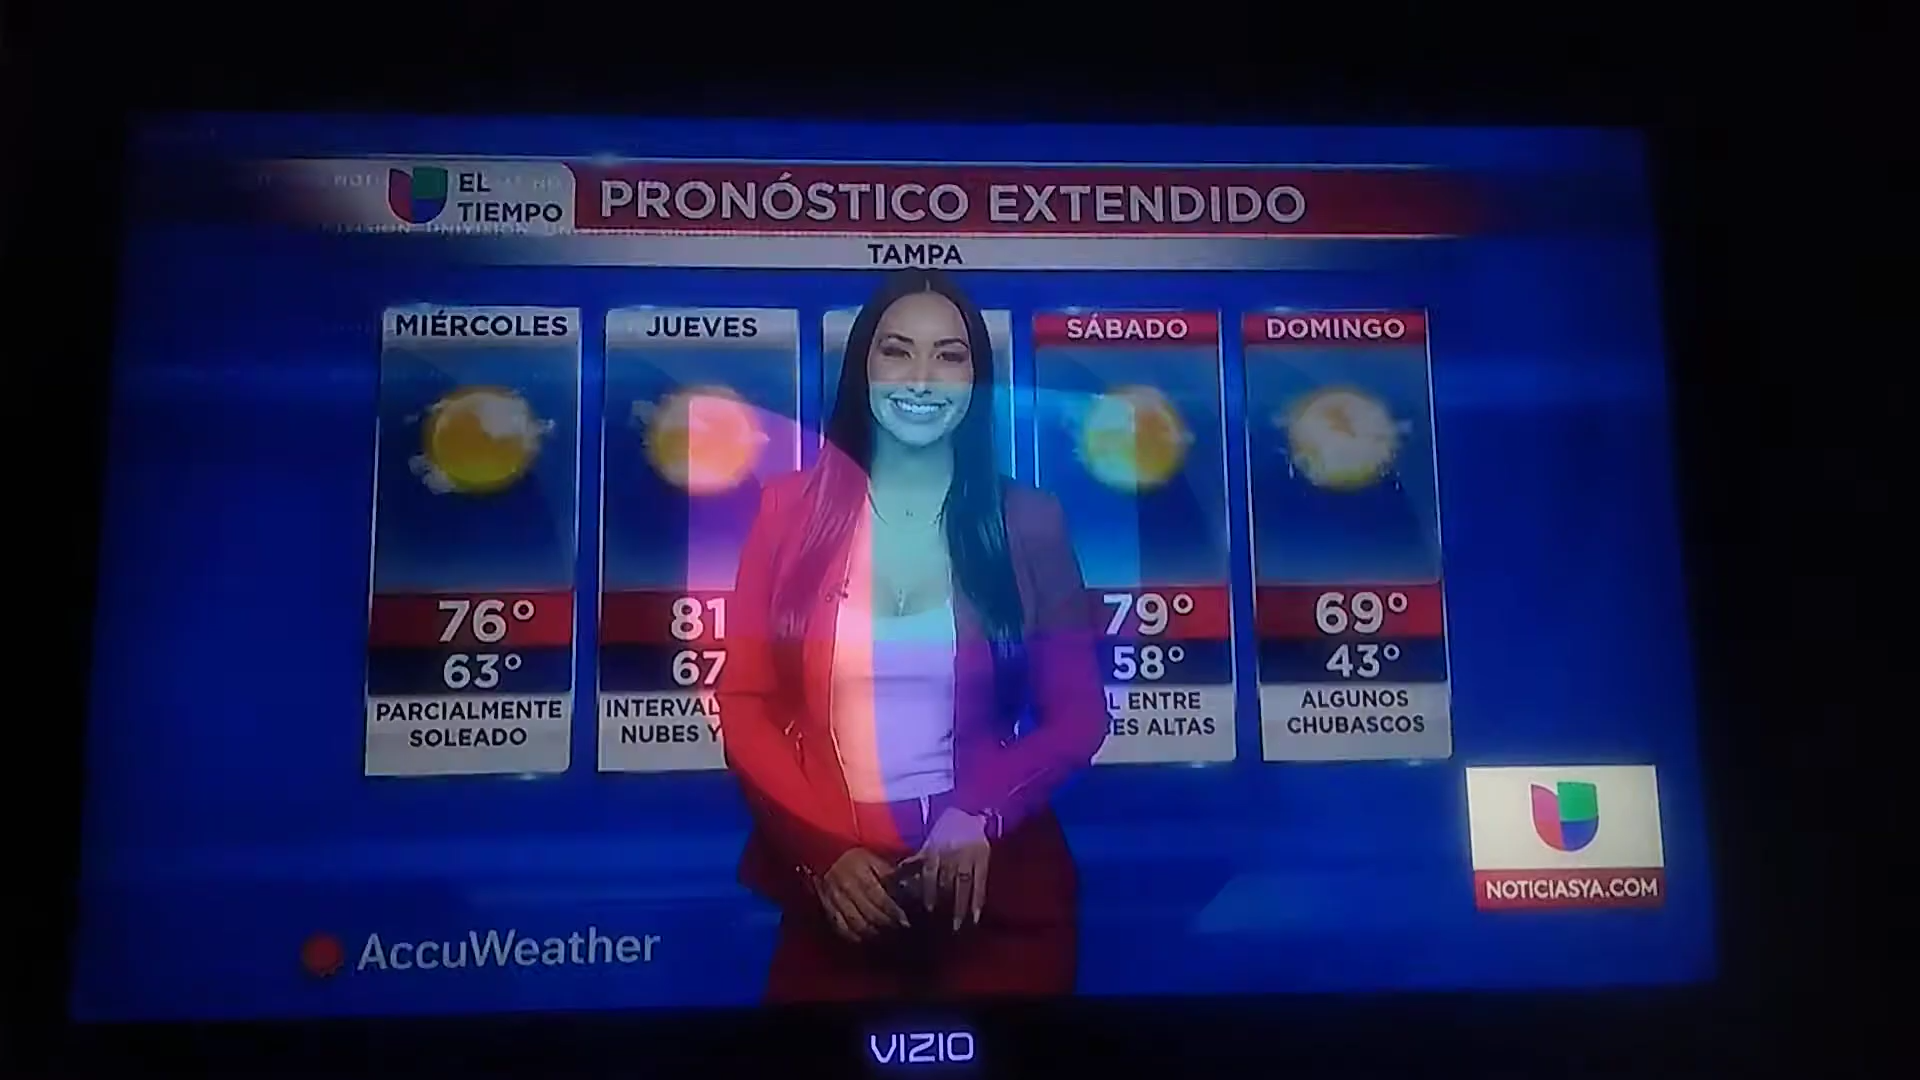 EL
TIEMPO
PRONÓSTICO EXTENDIDO
TAMPA
MIÉRCOLES
76°
63°
PARCIALMENTE
SOLEADO
JUEVES
81
67
INTERVAL
NUBES Y
SÁBADO
79°
58°
L ENTRE
ES ALTAS
DOMINGO
69°
43°
ALGUNOS
CHUBASCOS
NOTICIASYA.COM
AccuWeather
VIZIO